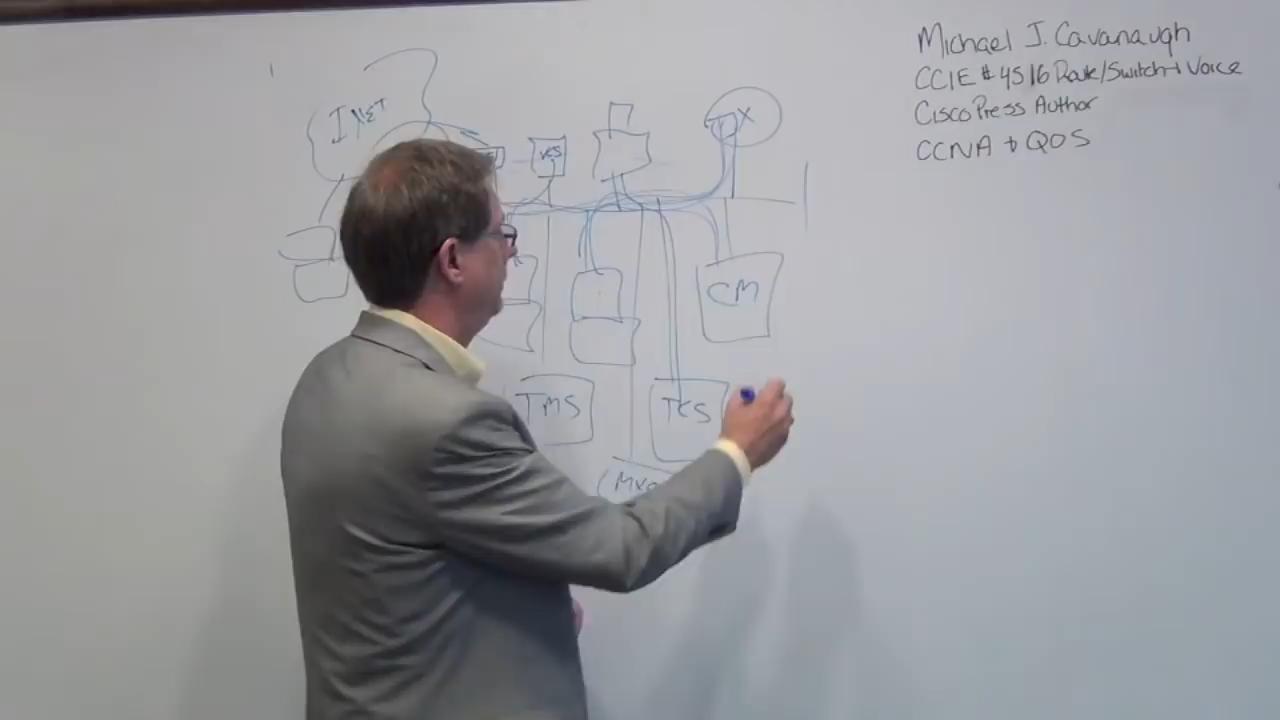 Michael J. Cavanaugh
CCIE #4516 Route/Switch + Voice
Cisco Press Author
CCNA + QOS
INET
VCS
X
CM
TMS
TCS